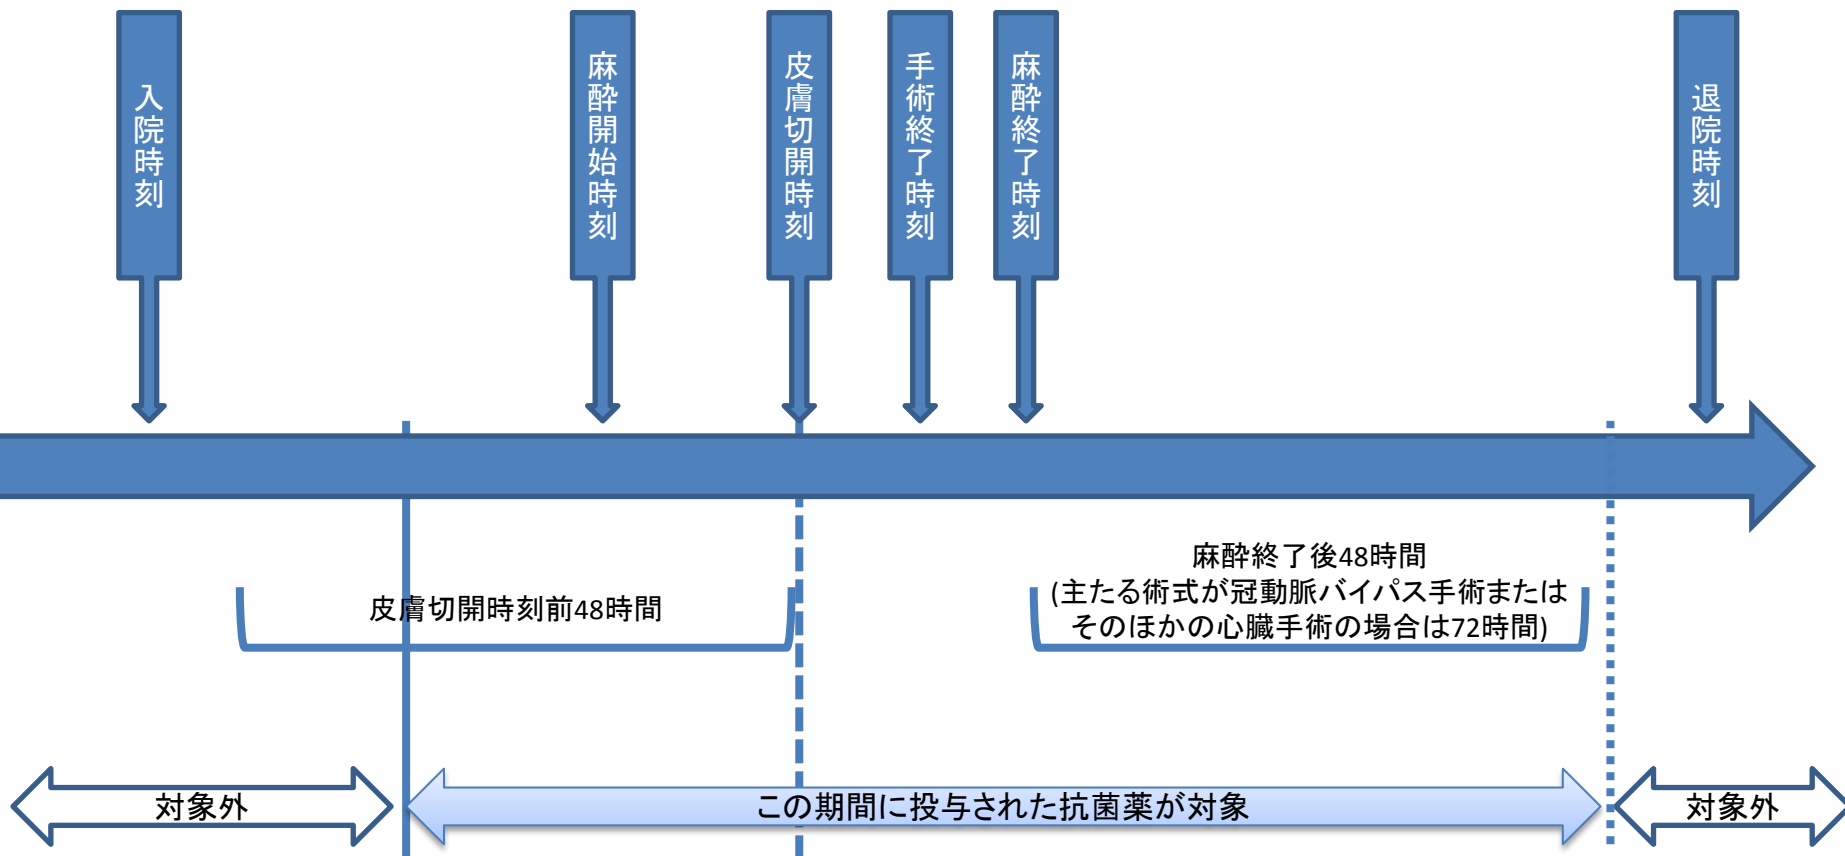 入院時刻
麻酔開始時刻
皮膚切開時刻
手術終了時刻
麻酔終了時刻
退院時刻
皮膚切開時刻前48時間
麻酔終了後48時間
(主たる術式が冠動脈バイパス手術または
そのほかの心臓手術の場合は72時間)
対象外
この期間に投与された抗菌薬が対象
対象外